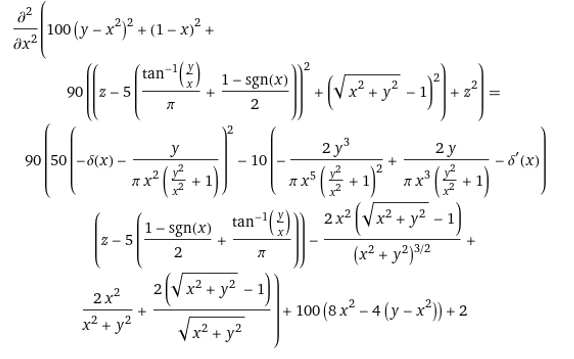 ∂²/∂x² (100 (y − x²)² + (1 − x)² +
90 ((z − 5 (tan⁻¹(y/x)/π + (1 − sgn(x))/2))² + (√(x² + y²) − 1)²) + z²) =
90 (50 (−δ(x) − y/(π x² (y²/x² + 1)))² − 10 (− 2 y³/(π x⁵ (y²/x² + 1)²) + 2 y/(π x³ (y²/x² + 1)) − δ′(x))
(z − 5 ((1 − sgn(x))/2 + tan⁻¹(y/x)/π)) − 2 x² (√(x² + y²) − 1)/(x² + y²)^(3/2) +
2 x²/(x² + y²) + 2 (√(x² + y²) − 1)/√(x² + y²)) + 100 (8 x² − 4 (y − x²)) + 2